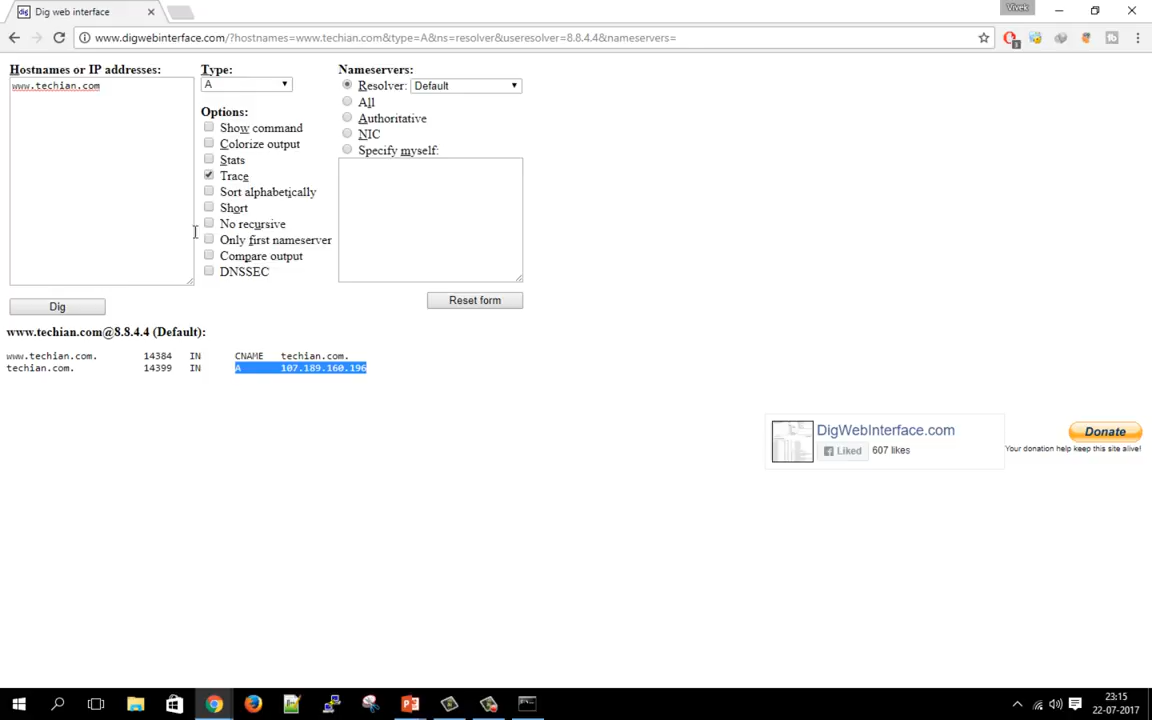 Dig web interface
Vivek
www.digwebinterface.com/?hostnames=www.techian.com&type=A&ns=resolver&useresolver=8.8.4.4&nameservers=
Hostnames or IP addresses:
www.techian.com
Type:
A
Options:
Show command
Colorize output
Stats
Trace
Sort alphabetically
Short
No recursive
Only first nameserver
Compare output
DNSSEC
Nameservers:
Resolver: Default
All
Authoritative
NIC
Specify myself:
Dig
Reset form
www.techian.com@8.8.4.4 (Default):
www.techian.com. 14384 IN CNAME techian.com.
techian.com. 14399 IN A 107.189.160.196
DigWebInterface.com
Liked 607 likes
Donate
Your donation help keep this site alive!
23:15
22-07-2017